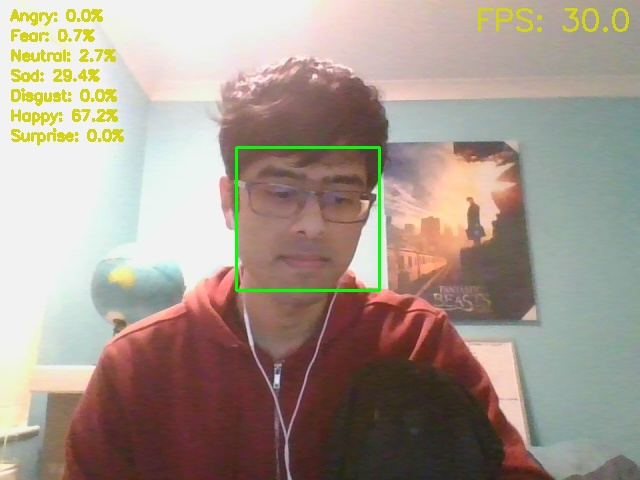 Angry: 0.0%
Fear: 0.7%
Neutral: 2.7%
Sad: 29.4%
Disgust: 0.0%
Happy: 67.2%
Surprise: 0.0%
FPS: 30.0
FANTASTIC
BEASTS